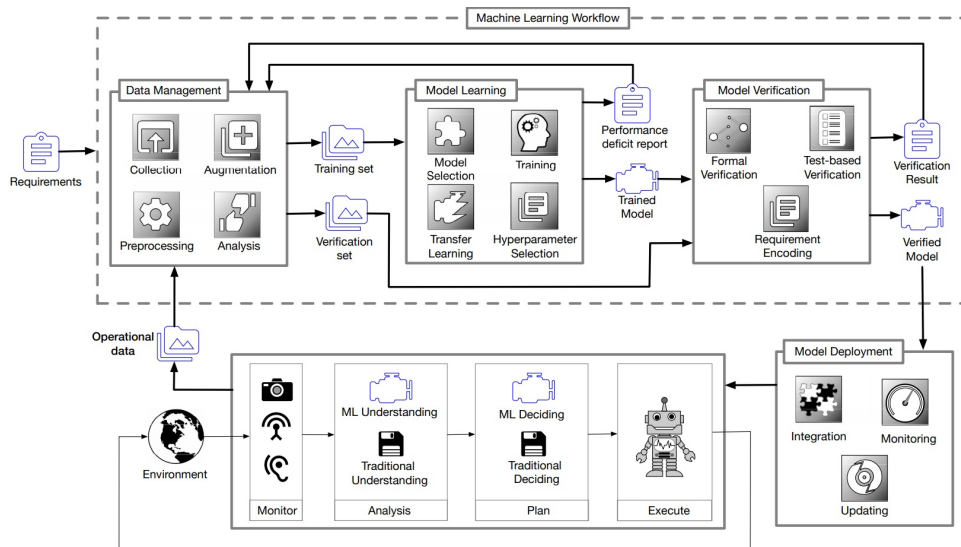 Machine Learning Workflow
Data Management
Collection
Augmentation
Preprocessing
Analysis
Requirements
Training set
Verification
set
Model Learning
Model
Selection
Training
Transfer
Learning
Hyperparameter
Selection
Performance
deficit report
Trained
Model
Model Verification
Formal
Verification
Test-based
Verification
Requirement
Encoding
Verification
Result
Verified
Model
Operational
data
Environment
Monitor
ML Understanding
Traditional
Understanding
Analysis
ML Deciding
Traditional
Deciding
Plan
Execute
Model Deployment
Integration
Monitoring
Updating